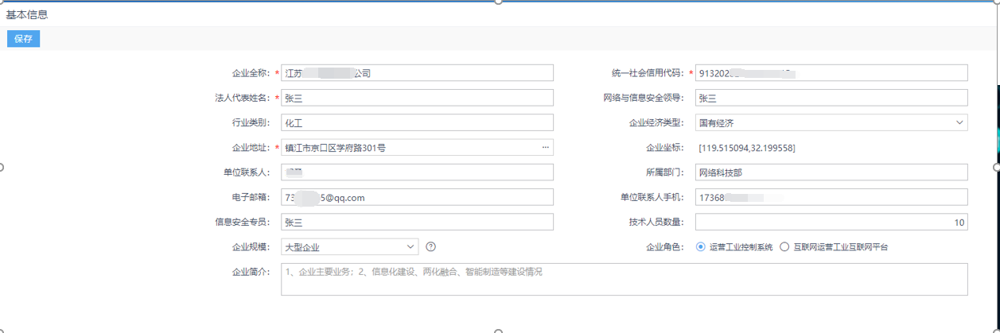 基本信息
保存
企业全称： * 江苏 公司 统一社会信用代码： * 913202
法人代表姓名： * 张三 网络与信息安全领导： 张三
行业类别： 化工 企业经济类型： 国有经济
企业地址： * 镇江市京口区学府路301号 ... 企业坐标： [119.515094,32.199558]
单位联系人： 所属部门： 网络科技部
电子邮箱： 73 5@qq.com 单位联系人手机： 17368
信息安全专员： 张三 技术人员数量： 10
企业规模： 大型企业 ? 企业角色： 运营工业控制系统 互联网运营工业互联网平台
企业简介： 1、企业主要业务；2、信息化建设、两化融合、智能制造等建设情况